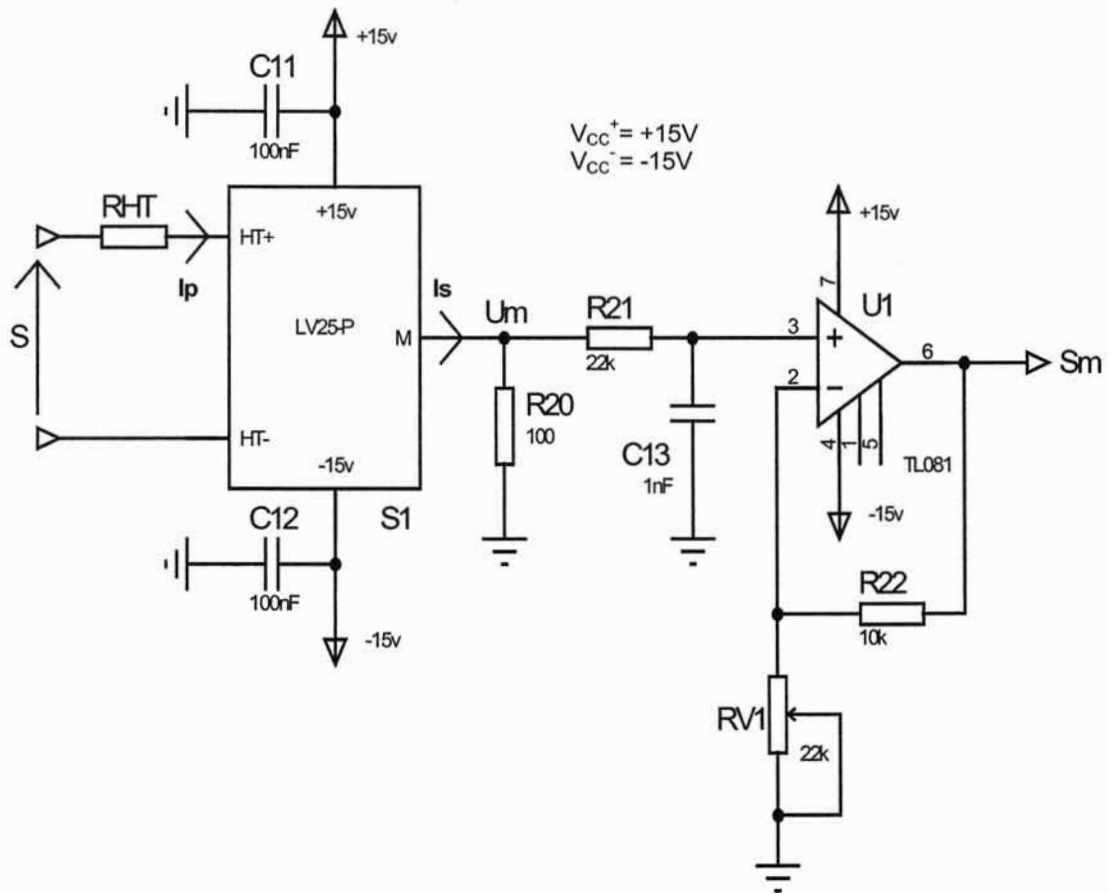 +15v
C11
100nF
V_CC^+ = +15V
V_CC^- = -15V
RHT
+15v
+15v
HT+
7
U1
Ip
Is
Um
R21
LV25-P
M
22k
3
+
6
Sm
S
2
-
R20
100
C13
1nF
4
1
5
TL081
HT-
-15v
-15v
C12
S1
100nF
R22
10k
-15v
RV1
22k